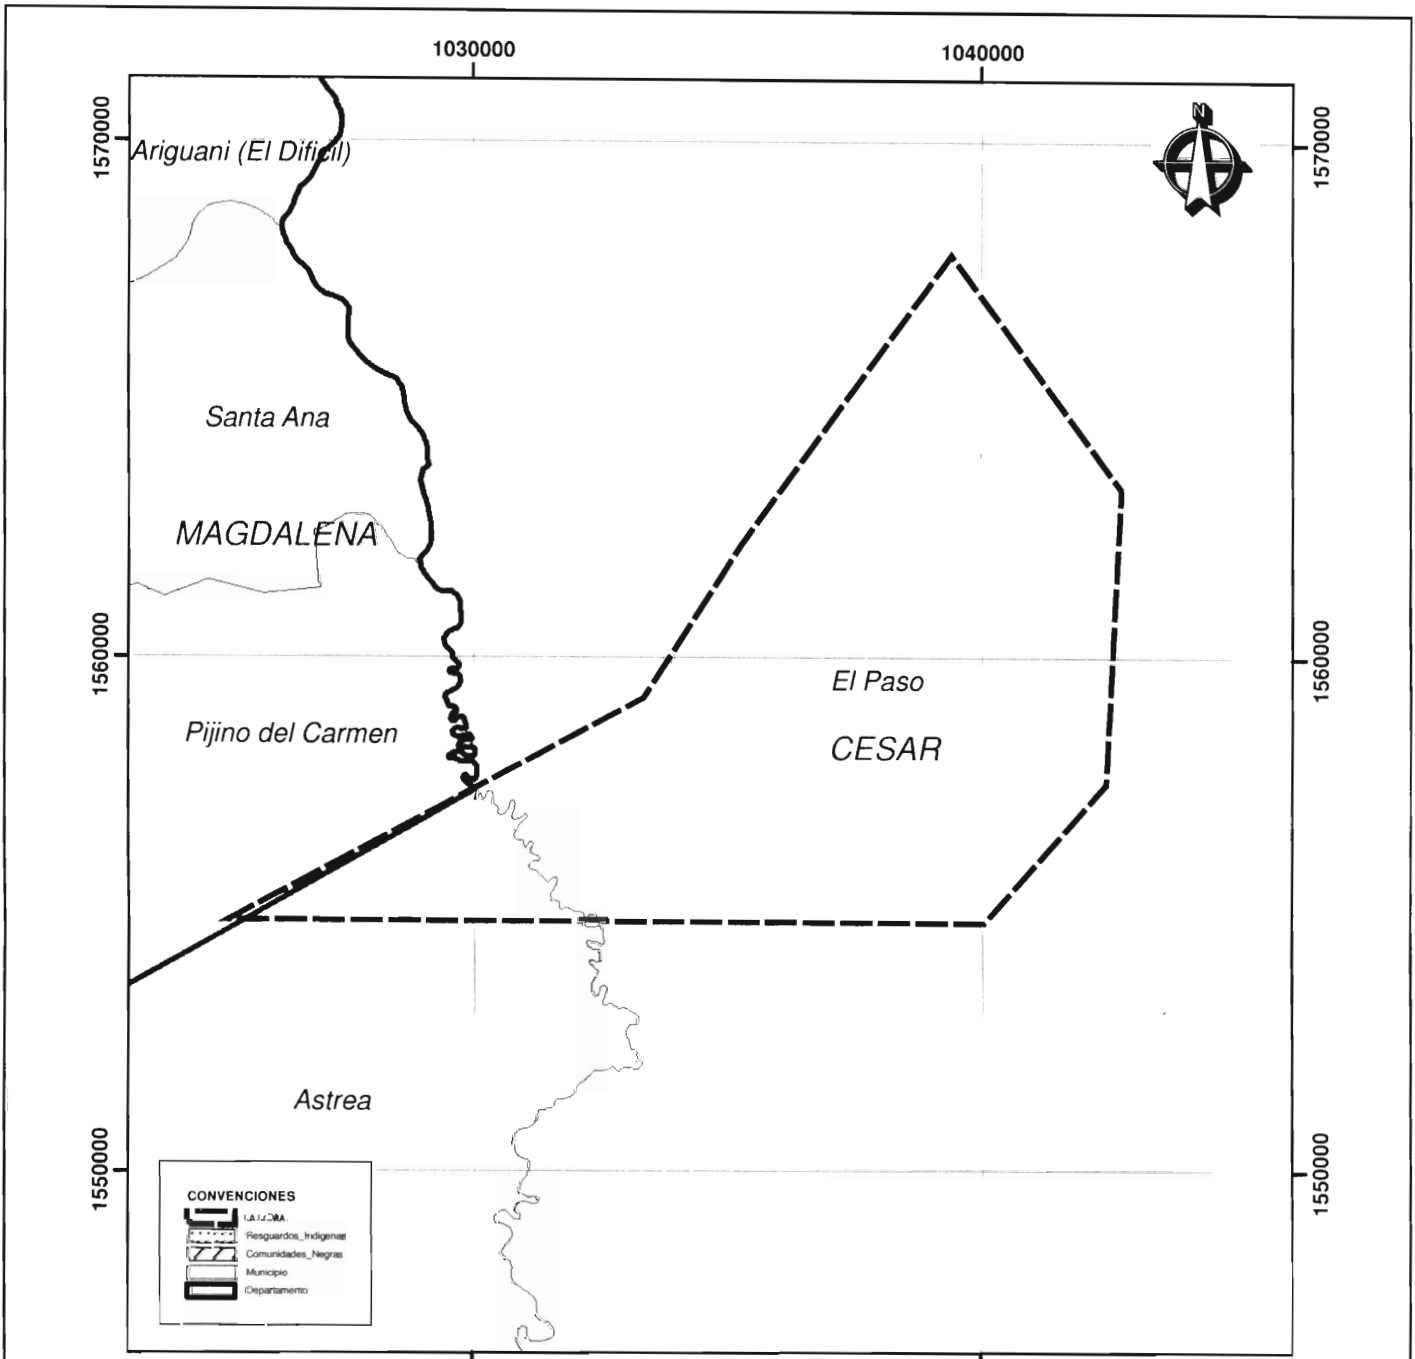 1030000
1040000
N
1570000
1570000
Ariguani (El Dificil)
Santa Ana
MAGDALENA
1560000
1560000
El Paso
Pijino del Carmen
CESAR
Astrea
1550000
1550000
CONVENCIONES
Resguardos_Indigenas
Comunidades_Negras
Municipio
Departamento